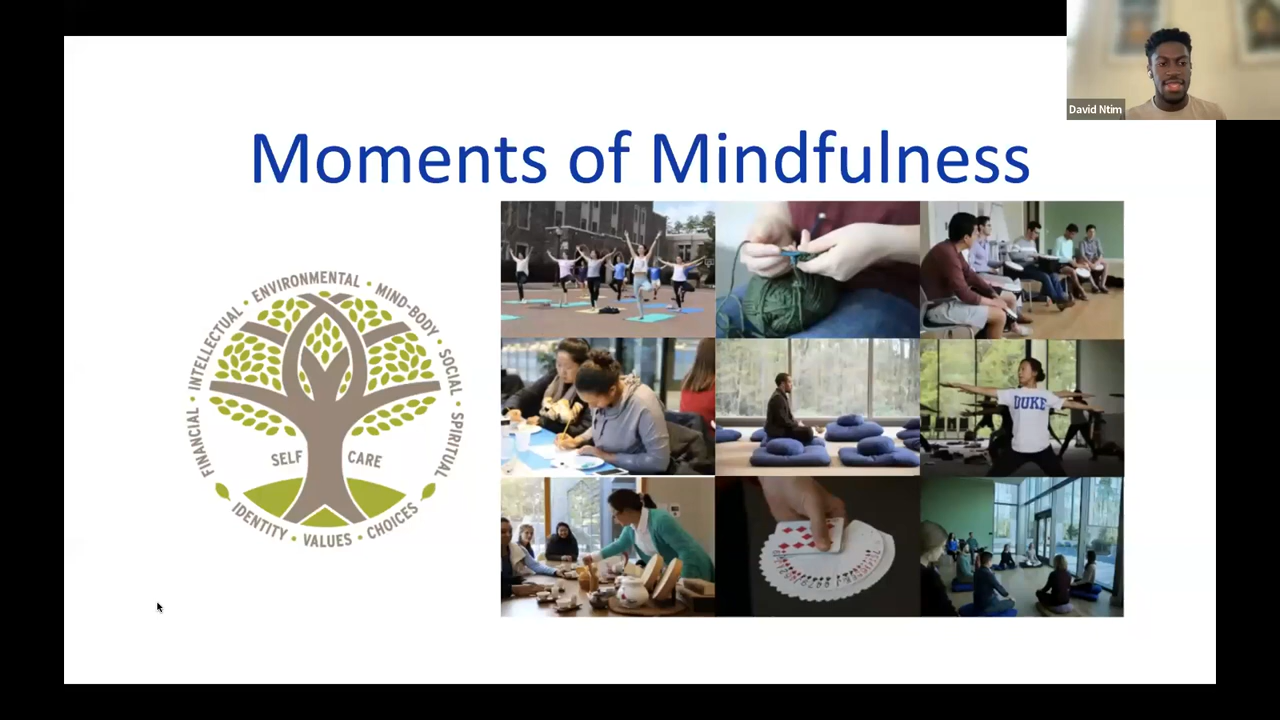 David Ntim
Moments of Mindfulness
FINANCIAL • INTELLECTUAL • ENVIRONMENTAL • MIND-BODY • SOCIAL • SPIRITUAL
SELF CARE
IDENTITY • VALUES • CHOICES
DUKE